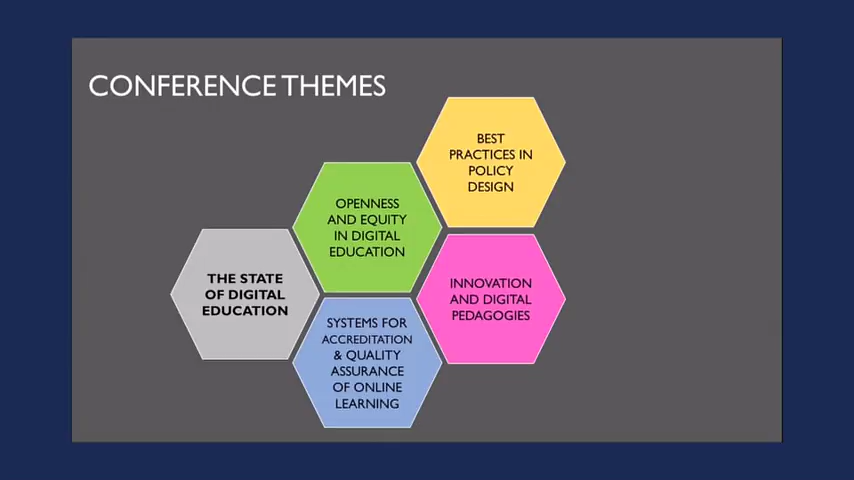 CONFERENCE THEMES
BEST
PRACTICES IN
POLICY
DESIGN
OPENNESS
AND EQUITY
IN DIGITAL
EDUCATION
THE STATE
OF DIGITAL
EDUCATION
INNOVATION
AND DIGITAL
PEDAGOGIES
SYSTEMS FOR
ACCREDITATION
& QUALITY
ASSURANCE
OF ONLINE
LEARNING